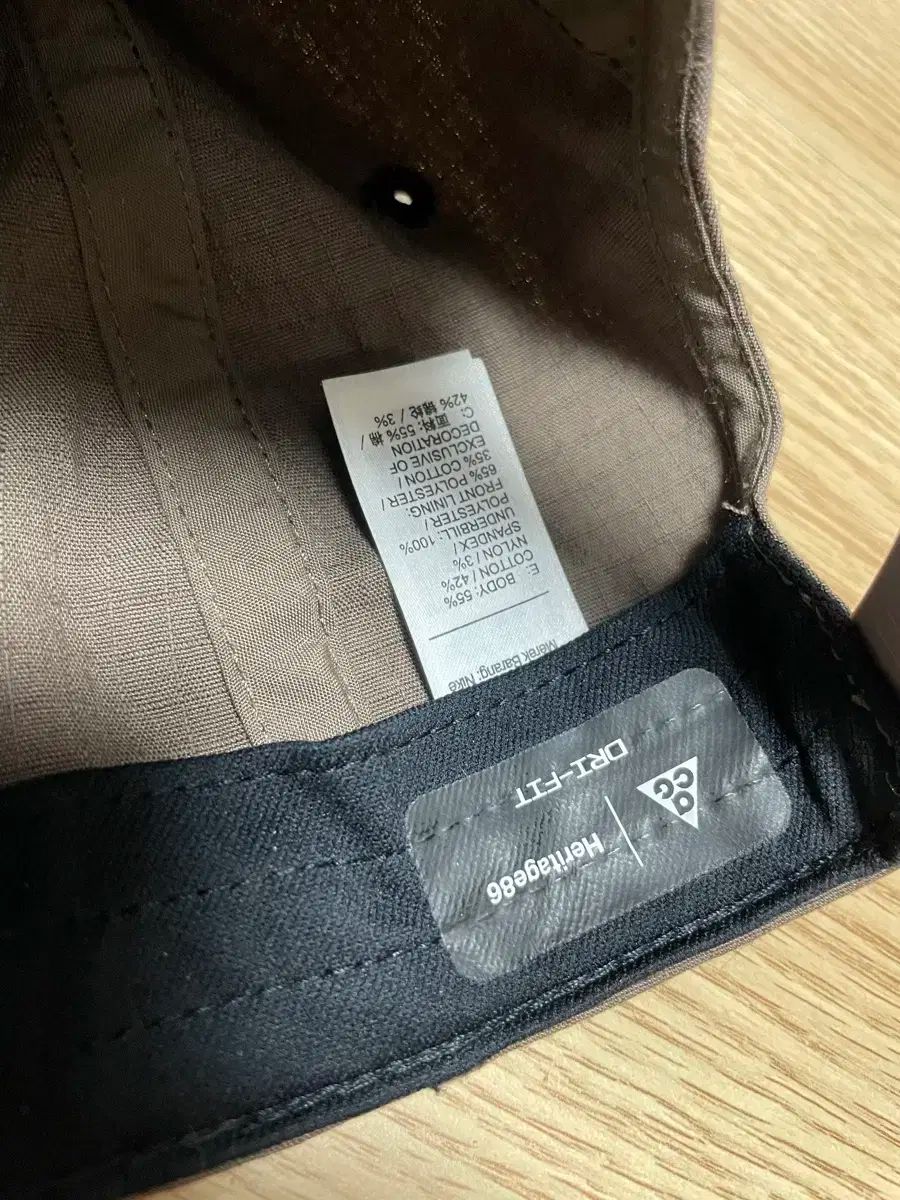 Merek Barang: Nike
E: BODY: 55%
COTTON / 42%
NYLON / 3%
SPANDEX /
UNDERBILL: 100%
POLYESTER /
FRONT LINING:
65% POLYESTER /
35% COTTON /
EXCLUSIVE OF
DECORATION
C: 面料: 55% 棉 /
42% 锦纶 / 3%
ACG
DRI-FIT
Heritage86